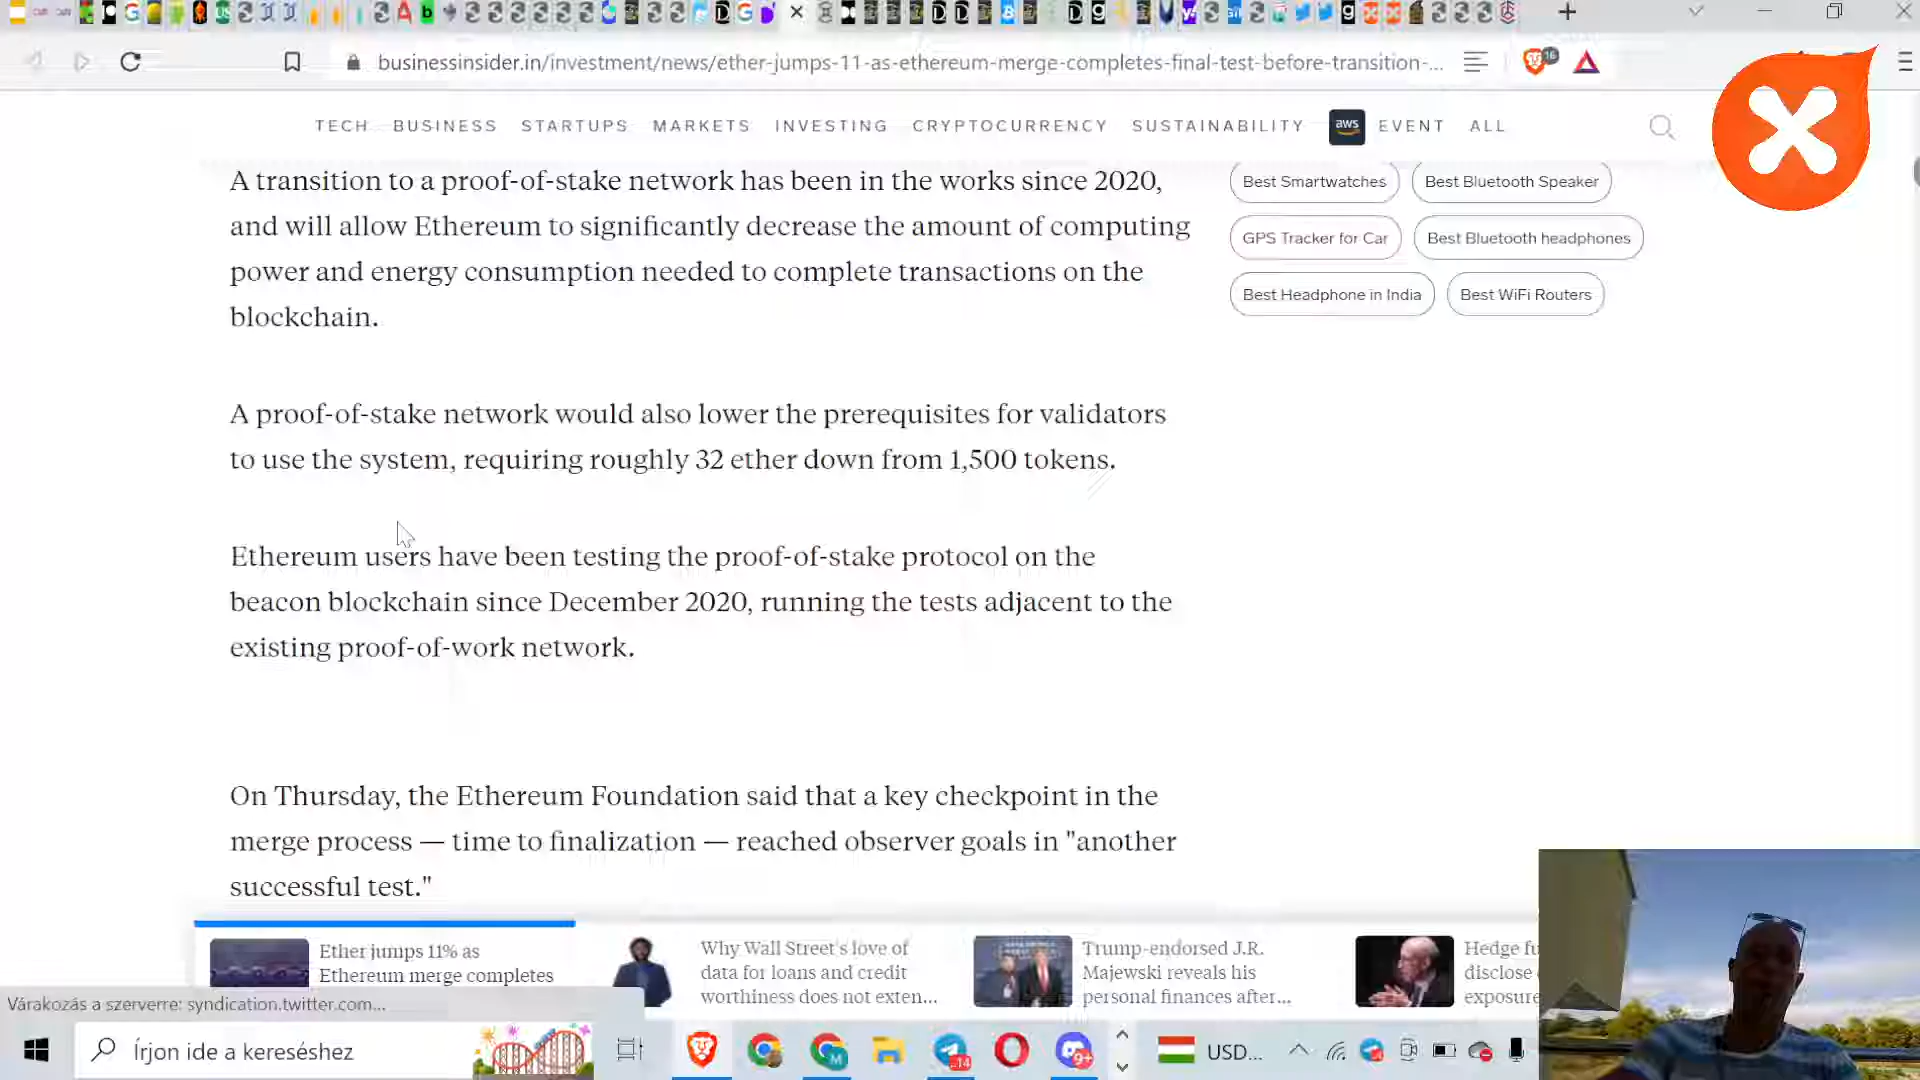 businessinsider.in/investment/news/ether-jumps-11-as-ethereum-merge-completes-final-test-before-transition-...
16
TECH BUSINESS STARTUPS MARKETS INVESTING CRYPTOCURRENCY SUSTAINABILITY aws EVENT ALL
A transition to a proof-of-stake network has been in the works since 2020,
and will allow Ethereum to significantly decrease the amount of computing
power and energy consumption needed to complete transactions on the
blockchain.
Best Smartwatches
Best Bluetooth Speaker
GPS Tracker for Car
Best Bluetooth headphones
Best Headphone in India
Best WiFi Routers
A proof-of-stake network would also lower the prerequisites for validators
to use the system, requiring roughly 32 ether down from 1,500 tokens.
Ethereum users have been testing the proof-of-stake protocol on the
beacon blockchain since December 2020, running the tests adjacent to the
existing proof-of-work network.
On Thursday, the Ethereum Foundation said that a key checkpoint in the
merge process — time to finalization — reached observer goals in "another
successful test."
Ether jumps 11% as
Ethereum merge completes
Why Wall Street's love of
data for loans and credit
worthiness does not exten...
Trump-endorsed J.R.
Majewski reveals his
personal finances after...
Hedge fu
disclose
exposure
Várakozás a szerverre: syndication.twitter.com...
Írjon ide a kereséshez
14
9+
USD...